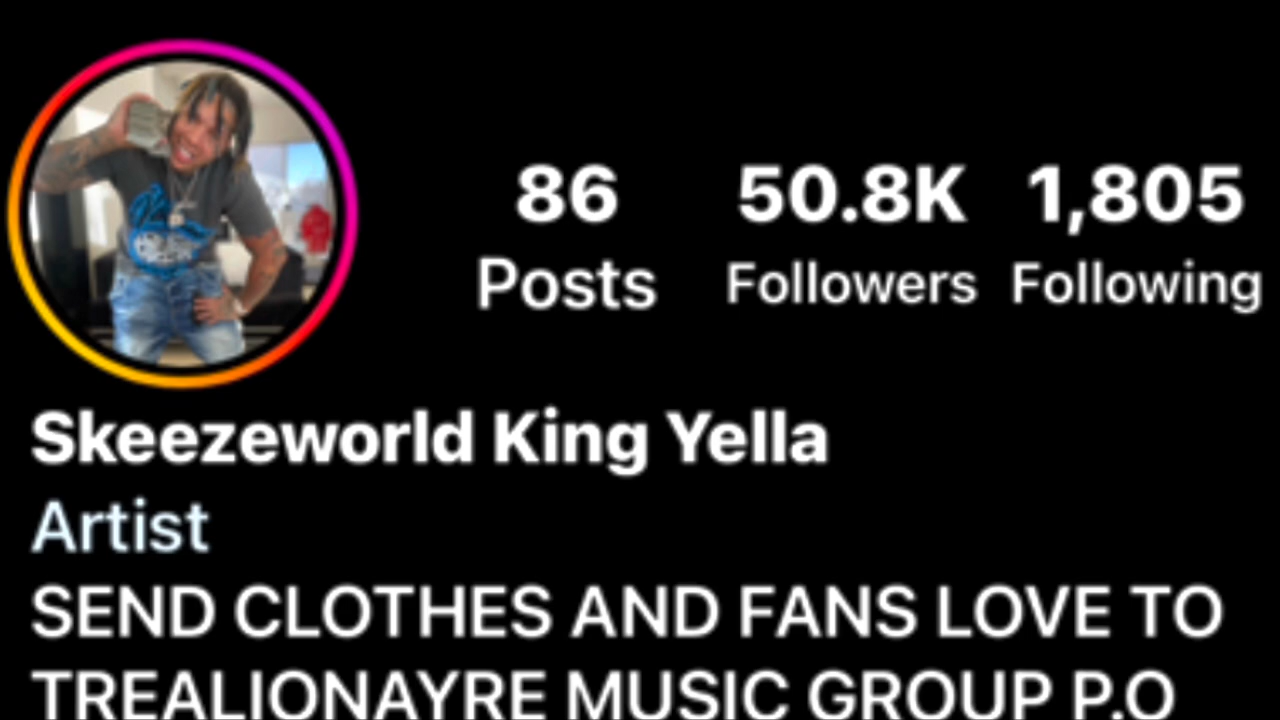 86 50.8K 1,805
Posts Followers Following
Skeezeworld King Yella
Artist
SEND CLOTHES AND FANS LOVE TO
TREALIONAYRE MUSIC GROUP P.O